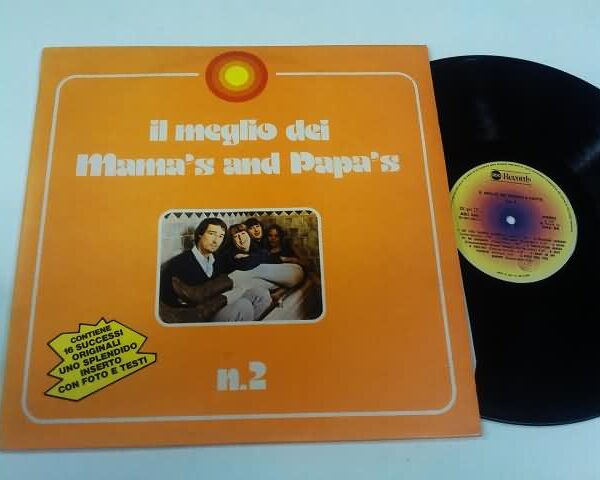 il meglio dei
Mama's and Papa's
CONTIENE
16 SUCCESSI
ORIGINALI
UNO SPLENDIDO
INSERTO
CON FOTO E TESTI
n.2
abc Records